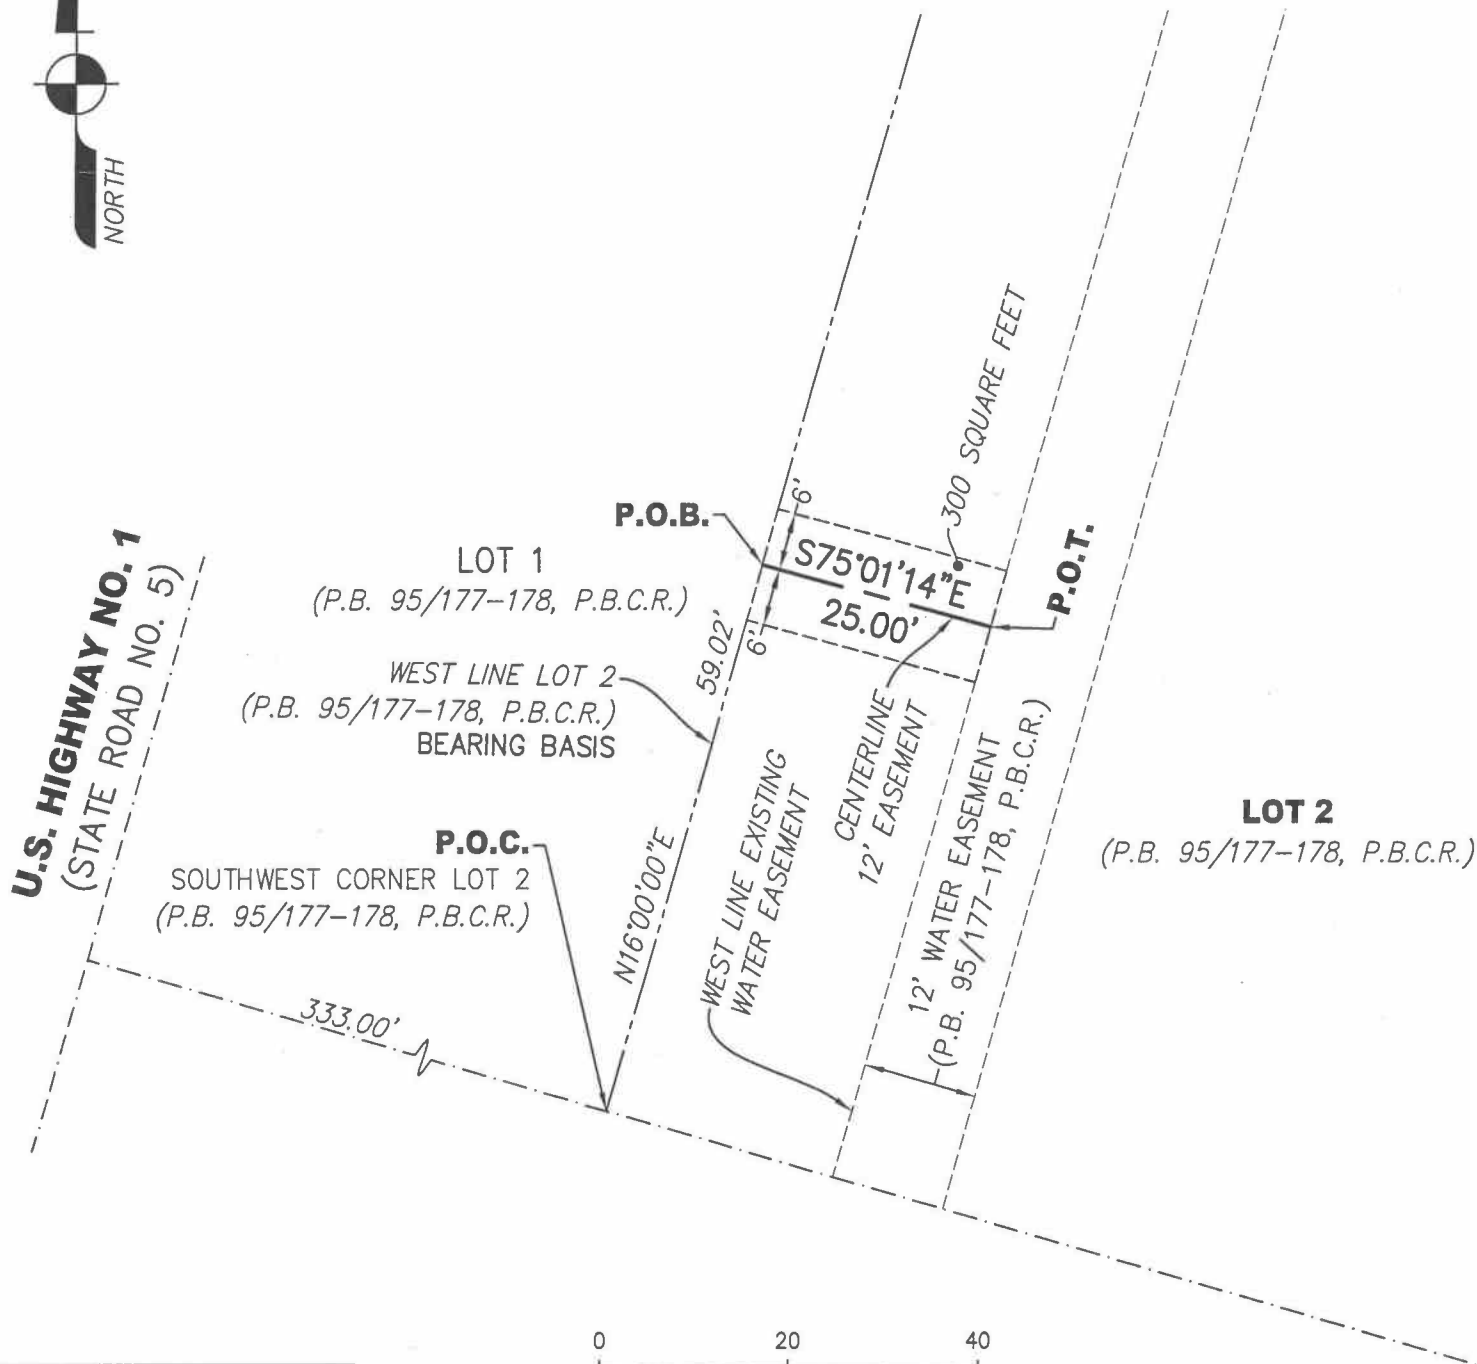 NORTH
300 SQUARE FEET
P.O.B.
6'
S75°01'14"E
25.00'
6'
P.O.T.
LOT 1
(P.B. 95/177-178, P.B.C.R.)
59.02'
WEST LINE LOT 2
(P.B. 95/177-178, P.B.C.R.)
BEARING BASIS
U.S. HIGHWAY NO. 1
(STATE ROAD NO. 5)
P.O.C.
SOUTHWEST CORNER LOT 2
(P.B. 95/177-178, P.B.C.R.)
N16°00'00"E
333.00'
WEST LINE EXISTING
WATER EASEMENT
CENTERLINE
12' EASEMENT
12' WATER EASEMENT
(P.B. 95/177-178, P.B.C.R.)
LOT 2
(P.B. 95/177-178, P.B.C.R.)
0 20 40